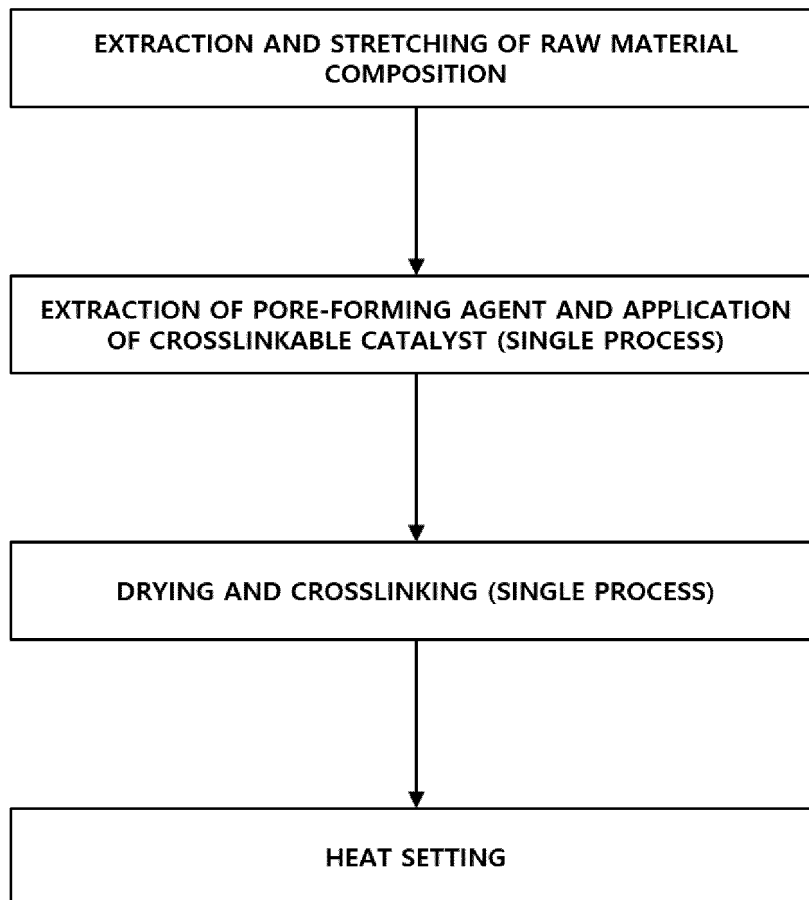 EXTRACTION AND STRETCHING OF RAW MATERIAL
COMPOSITION
EXTRACTION OF PORE-FORMING AGENT AND APPLICATION
OF CROSSLINKABLE CATALYST (SINGLE PROCESS)
DRYING AND CROSSLINKING (SINGLE PROCESS)
HEAT SETTING